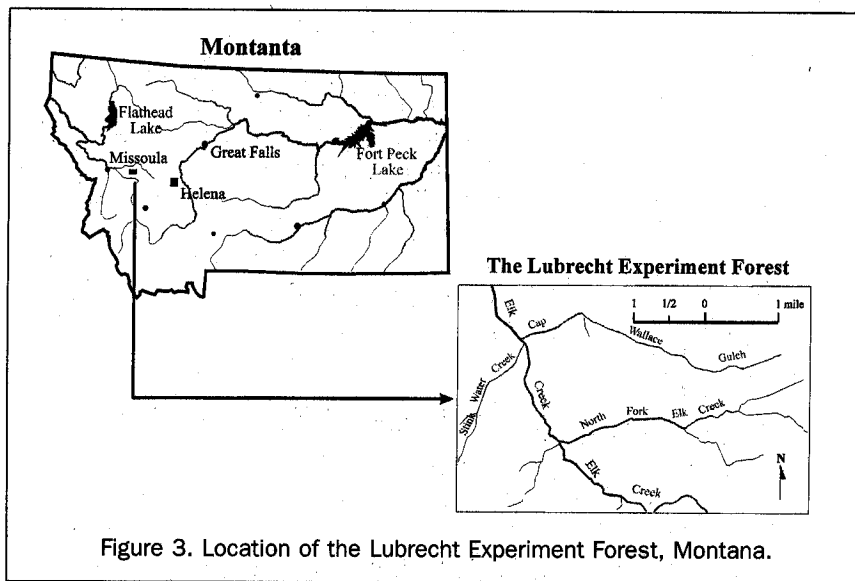 Montanta
Flathead
Lake
Missoula
Great Falls
Fort Peck
Lake
Helena
The Lubrecht Experiment Forest
1 1/2 0 1 mile
Elk
Cap
Wallace
Gulch
Creek
Water
Stink
Creek
North Fork Elk Creek
Elk
Creek
N
Figure 3. Location of the Lubrecht Experiment Forest, Montana.